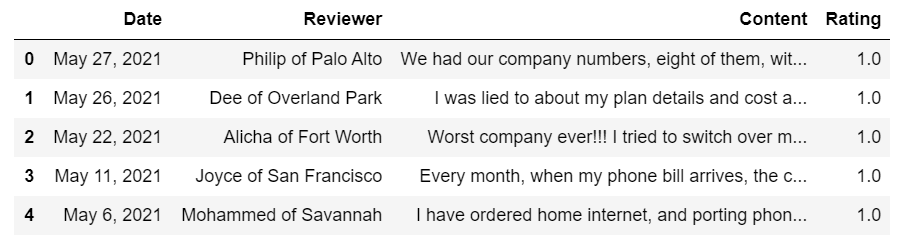 Date Reviewer Content Rating
0 May 27, 2021 Philip of Palo Alto We had our company numbers, eight of them, wit... 1.0
1 May 26, 2021 Dee of Overland Park I was lied to about my plan details and cost a... 1.0
2 May 22, 2021 Alicha of Fort Worth Worst company ever!!! I tried to switch over m... 1.0
3 May 11, 2021 Joyce of San Francisco Every month, when my phone bill arrives, the c... 1.0
4 May 6, 2021 Mohammed of Savannah I have ordered home internet, and porting phon... 1.0